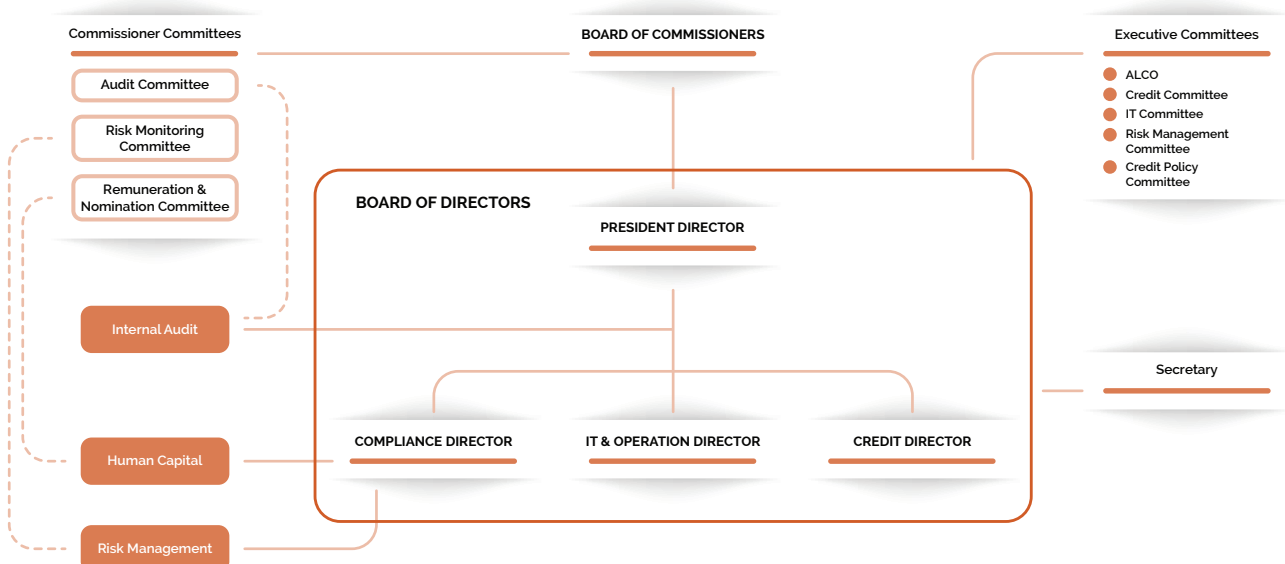 Commissioner Committees
Audit Committee
Risk Monitoring
Committee
Remuneration &
Nomination Committee
Internal Audit
Human Capital
Risk Management
BOARD OF COMMISSIONERS
BOARD OF DIRECTORS
PRESIDENT DIRECTOR
COMPLIANCE DIRECTOR
IT & OPERATION DIRECTOR
CREDIT DIRECTOR
Executive Committees
ALCO
Credit Committee
IT Committee
Risk Management
Committee
Credit Policy
Committee
Secretary